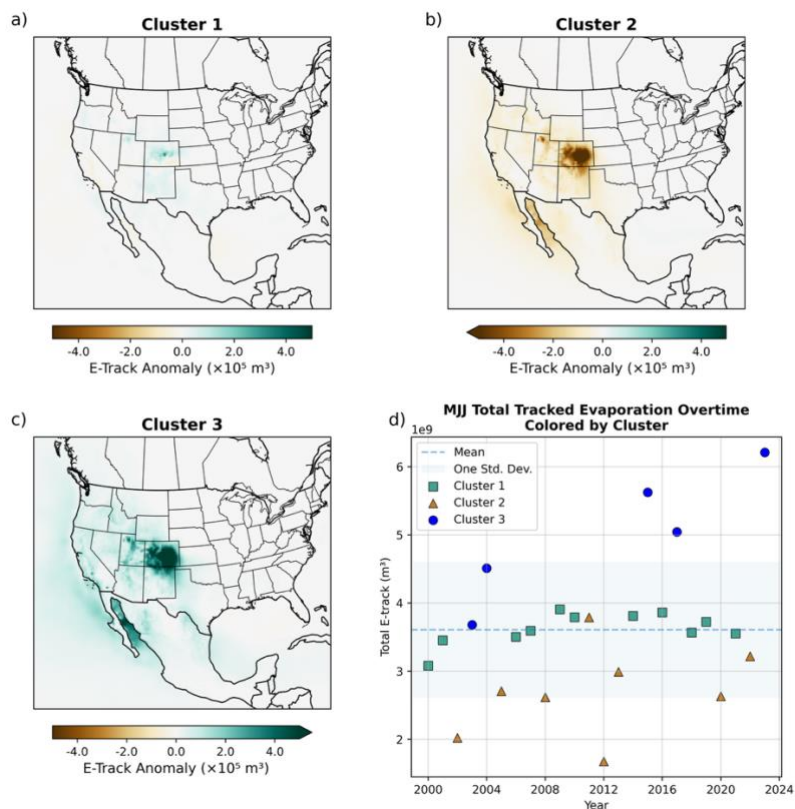 a)
Cluster 1
-4.0 -2.0 0.0 2.0 4.0
E-Track Anomaly (×10⁵ m³)
b)
Cluster 2
-4.0 -2.0 0.0 2.0 4.0
E-Track Anomaly (×10⁵ m³)
c)
Cluster 3
-4.0 -2.0 0.0 2.0 4.0
E-Track Anomaly (×10⁵ m³)
d)
MJJ Total Tracked Evaporation Overtime
Colored by Cluster
1e9
Mean
One Std. Dev.
Cluster 1
Cluster 2
Cluster 3
6
5
4
3
2
Total E-track (m³)
2000 2004 2008 2012 2016 2020 2024
Year